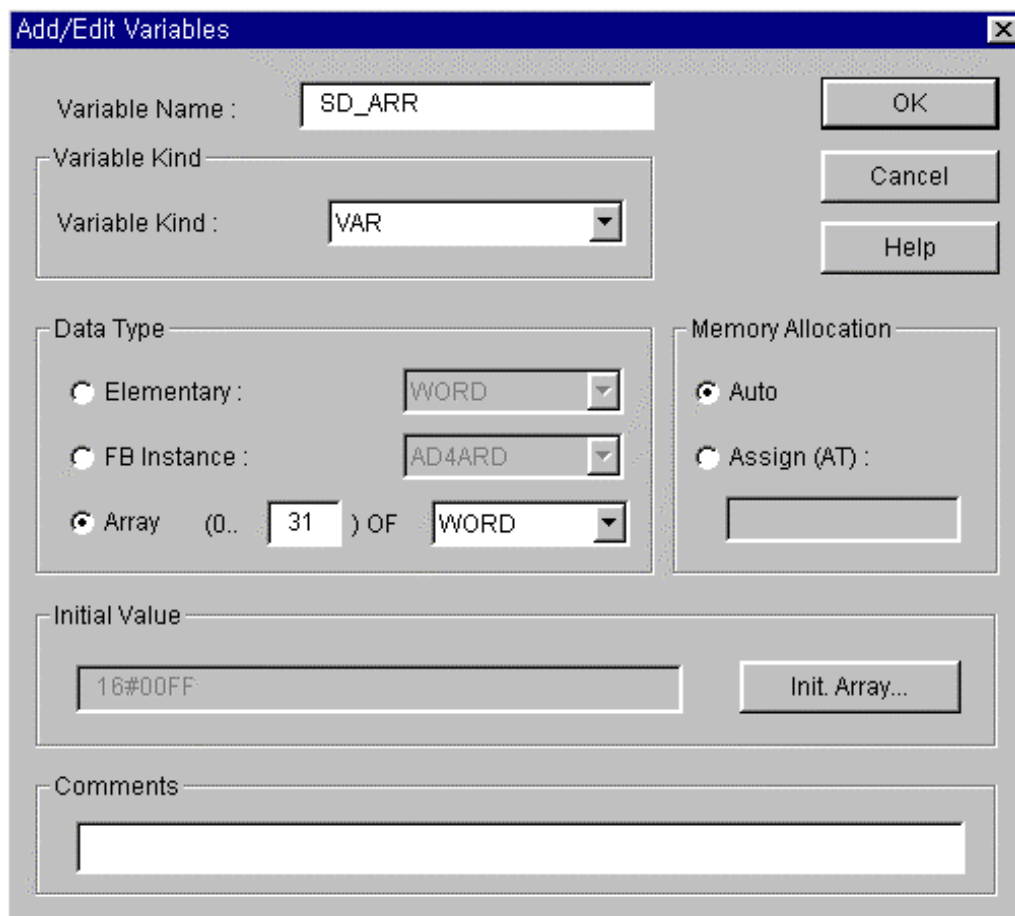 Add/Edit Variables
Variable Name : SD_ARR OK
Variable Kind
Cancel
Variable Kind : VAR
Help
Data Type Memory Allocation
Elementary : WORD Auto
FB Instance : AD4ARD Assign (AT) :
Array (0.. 31 ) OF WORD
Initial Value
16#00FF Init. Array...
Comments